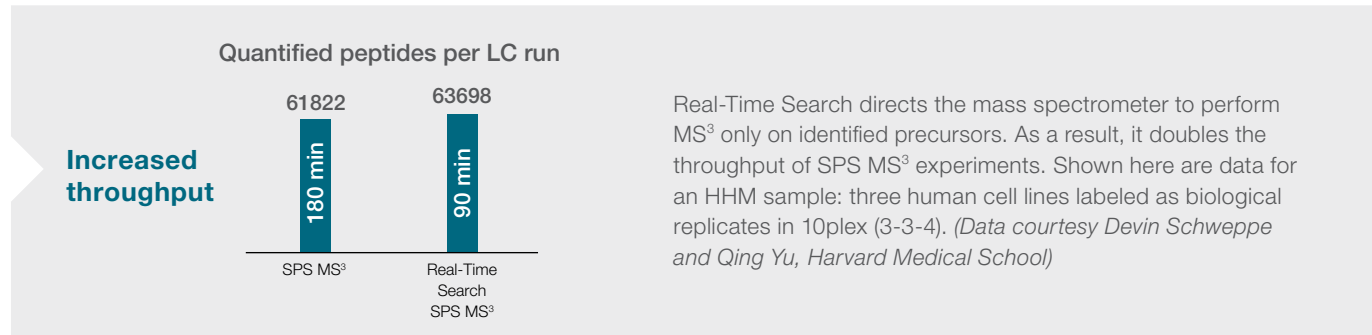 Increased
throughput
Quantified peptides per LC run
61822
63698
180 min
90 min
SPS MS³
Real-Time
Search
SPS MS³
Real-Time Search directs the mass spectrometer to perform
MS³ only on identified precursors. As a result, it doubles the
throughput of SPS MS³ experiments. Shown here are data for
an HHM sample: three human cell lines labeled as biological
replicates in 10plex (3-3-4). (Data courtesy Devin Schweppe
and Qing Yu, Harvard Medical School)